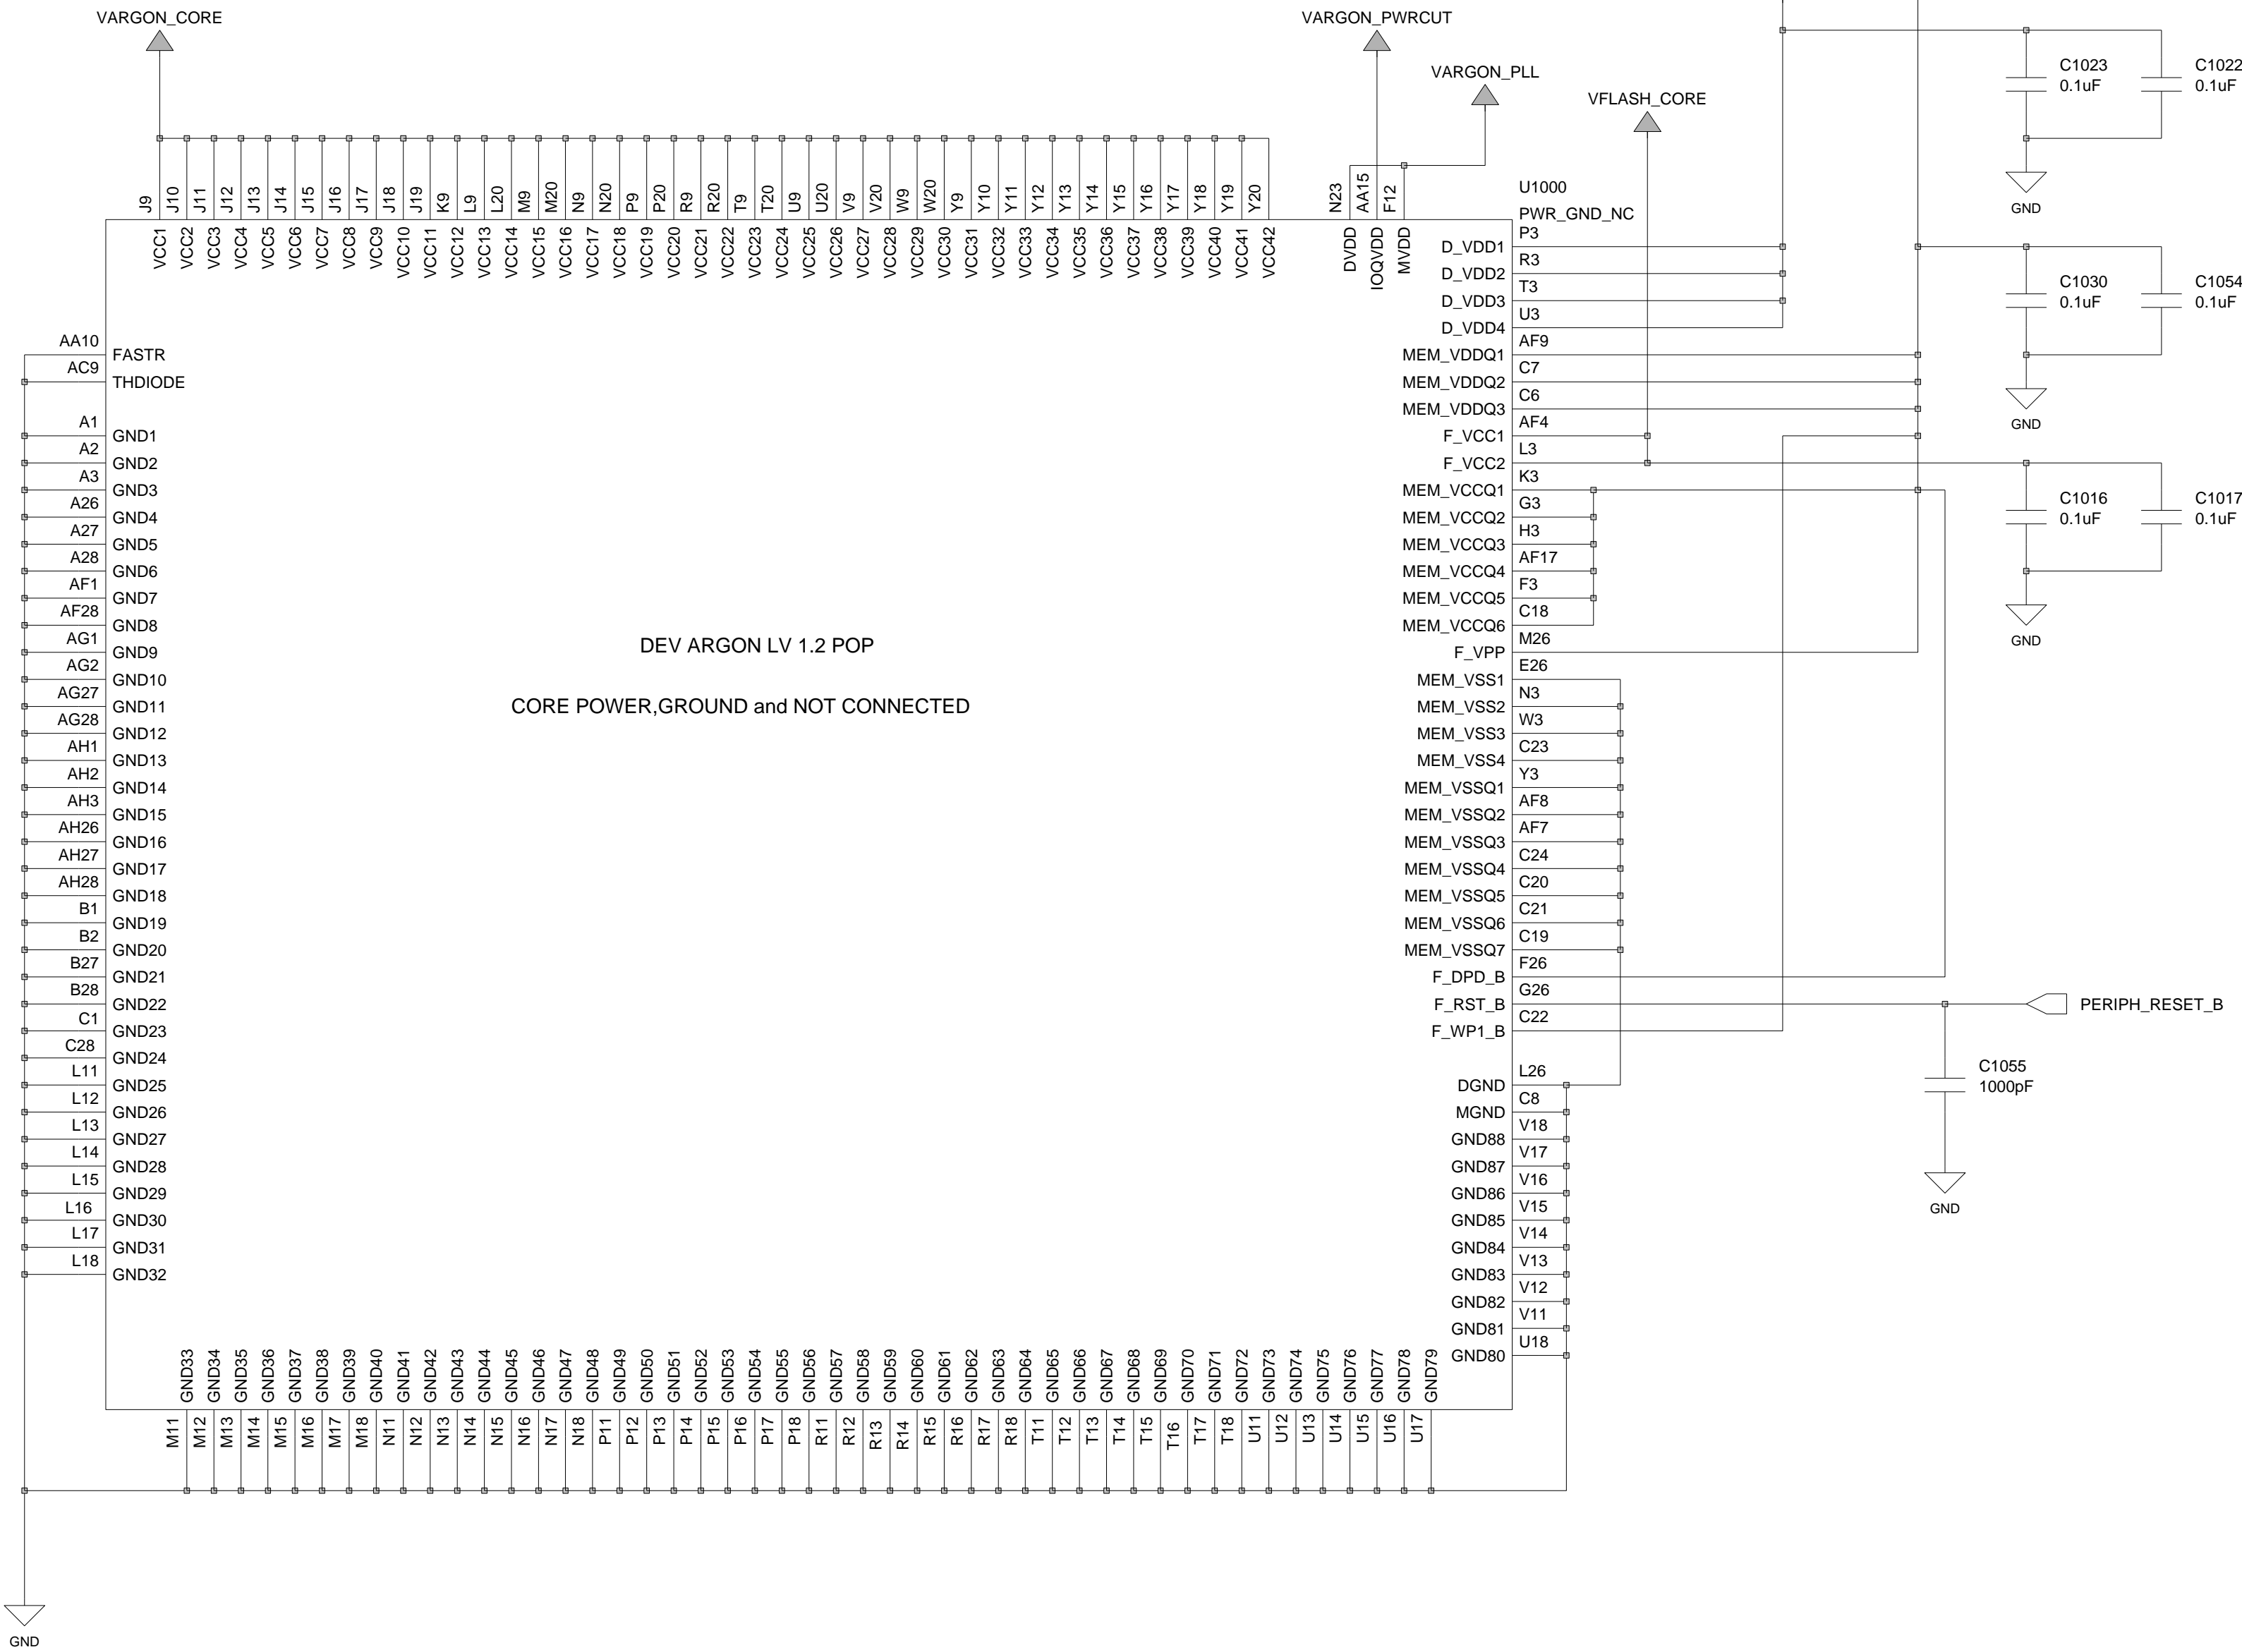 VARGON_CORE
VARGON_PWRCUT
VARGON_PLL
VFLASH_CORE
C1023
0.1uF
C1022
0.1uF
GND
J9
J10
J11
J12
J13
J14
J15
J16
J17
J18
J19
K9
L9
L20
M9
M20
N9
N20
P9
P20
R9
R20
T9
T20
U9
U20
V9
V20
W9
W20
Y9
Y10
Y11
Y12
Y13
Y14
Y15
Y16
Y17
Y18
Y19
Y20
N23
AA15
F12
VCC1
VCC2
VCC3
VCC4
VCC5
VCC6
VCC7
VCC8
VCC9
VCC10
VCC11
VCC12
VCC13
VCC14
VCC15
VCC16
VCC17
VCC18
VCC19
VCC20
VCC21
VCC22
VCC23
VCC24
VCC25
VCC26
VCC27
VCC28
VCC29
VCC30
VCC31
VCC32
VCC33
VCC34
VCC35
VCC36
VCC37
VCC38
VCC39
VCC40
VCC41
VCC42
DVDD
IOQVDD
MVDD
U1000
PWR_GND_NC
P3
D_VDD1
R3
D_VDD2
T3
D_VDD3
U3
D_VDD4
AF9
MEM_VDDQ1
C7
MEM_VDDQ2
C6
MEM_VDDQ3
AF4
F_VCC1
L3
F_VCC2
K3
MEM_VCCQ1
G3
MEM_VCCQ2
H3
MEM_VCCQ3
AF17
MEM_VCCQ4
F3
MEM_VCCQ5
C18
MEM_VCCQ6
M26
F_VPP
E26
MEM_VSS1
N3
MEM_VSS2
W3
MEM_VSS3
C23
MEM_VSS4
Y3
MEM_VSSQ1
AF8
MEM_VSSQ2
AF7
MEM_VSSQ3
C24
MEM_VSSQ4
C20
MEM_VSSQ5
C21
MEM_VSSQ6
C19
MEM_VSSQ7
F26
F_DPD_B
G26
F_RST_B
C22
F_WP1_B
L26
DGND
C8
MGND
V18
GND88
V17
GND87
V16
GND86
V15
GND85
V14
GND84
V13
GND83
V12
GND82
V11
GND81
U18
GND80
C1030
0.1uF
C1054
0.1uF
GND
C1016
0.1uF
C1017
0.1uF
GND
PERIPH_RESET_B
C1055
1000pF
GND
DEV ARGON LV 1.2 POP
CORE POWER,GROUND and NOT CONNECTED
AA10
FASTR
AC9
THDIODE
A1
GND1
A2
GND2
A3
GND3
A26
GND4
A27
GND5
A28
GND6
AF1
GND7
AF28
GND8
AG1
GND9
AG2
GND10
AG27
GND11
AG28
GND12
AH1
GND13
AH2
GND14
AH3
GND15
AH26
GND16
AH27
GND17
AH28
GND18
B1
GND19
B2
GND20
B27
GND21
B28
GND22
C1
GND23
C28
GND24
L11
GND25
L12
GND26
L13
GND27
L14
GND28
L15
GND29
L16
GND30
L17
GND31
L18
GND32
GND33
GND34
GND35
GND36
GND37
GND38
GND39
GND40
GND41
GND42
GND43
GND44
GND45
GND46
GND47
GND48
GND49
GND50
GND51
GND52
GND53
GND54
GND55
GND56
GND57
GND58
GND59
GND60
GND61
GND62
GND63
GND64
GND65
GND66
GND67
GND68
GND69
GND70
GND71
GND72
GND73
GND74
GND75
GND76
GND77
GND78
GND79
M11
M12
M13
M14
M15
M16
M17
M18
N11
N12
N13
N14
N15
N16
N17
N18
P11
P12
P13
P14
P15
P16
P17
P18
R11
R12
R13
R14
R15
R16
R17
R18
T11
T12
T13
T14
T15
T16
T17
T18
U11
U12
U13
U14
U15
U16
U17
GND